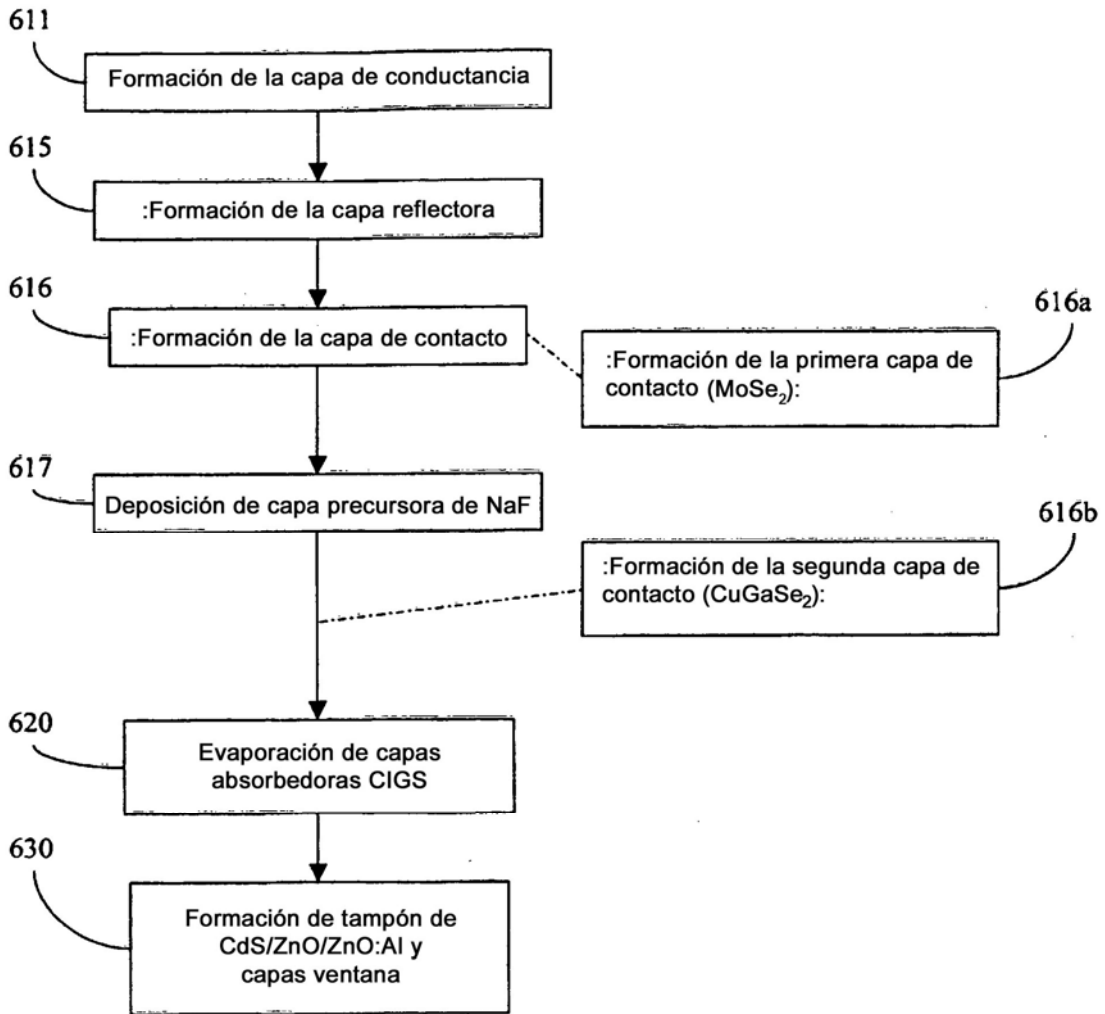 611
Formación de la capa de conductancia
615
:Formación de la capa reflectora
616
:Formación de la capa de contacto
616a
:Formación de la primera capa de
contacto (MoSe₂):
617
Deposición de capa precursora de NaF
616b
:Formación de la segunda capa de
contacto (CuGaSe₂):
620
Evaporación de capas
absorbedoras CIGS
630
Formación de tampón de
CdS/ZnO/ZnO:Al y
capas ventana